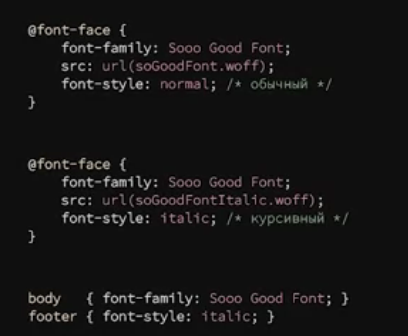 @font-face {
font-family: Sooo Good Font;
src: url(soGoodFont.woff);
font-style: normal; /* обычный */
}
@font-face {
font-family: Sooo Good Font;
src: url(soGoodFontItalic.woff);
font-style: italic; /* курсивный */
}
body { font-family: Sooo Good Font; }
footer { font-style: italic; }